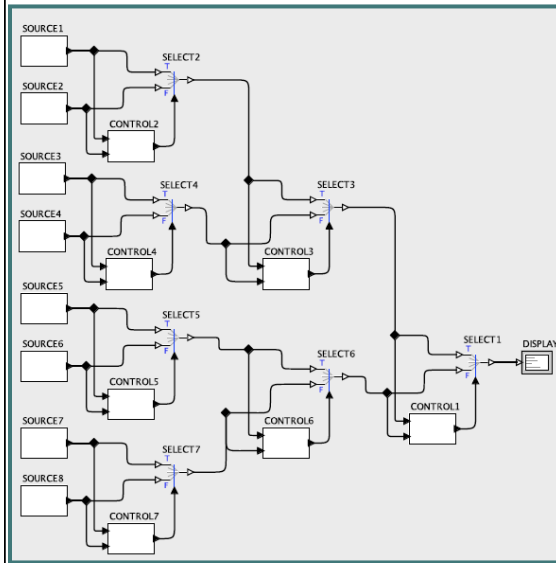 SOURCE1
SELECT2
T
SOURCE2
F
CONTROL2
SOURCE3
SELECT4
SELECT3
T
T
SOURCE4
F
F
CONTROL4
CONTROL3
SOURCE5
SELECT5
T
SELECT1
DISPLAY
SOURCE6
F
SELECT6
T
T
F
F
CONTROL5
CONTROL6
CONTROL1
SOURCE7
SELECT7
T
SOURCE8
F
CONTROL7